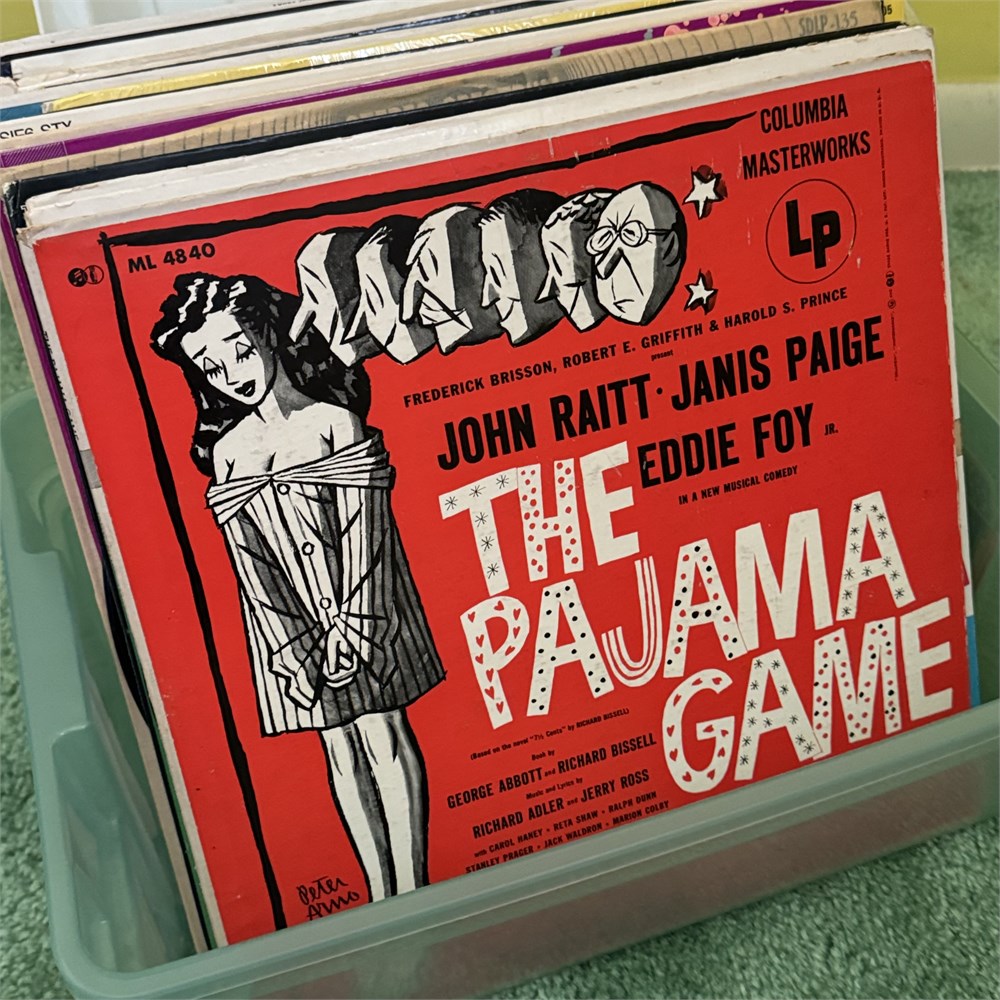 SDLP-135
05
COLUMBIA
MASTERWORKS
LP
ML 4840
FREDERICK BRISSON, ROBERT E. GRIFFITH & HAROLD S. PRINCE
present
JOHN RAITT · JANIS PAIGE
EDDIE FOY JR.
IN A NEW MUSICAL COMEDY
THE
PAJAMA
GAME
(Based on the novel "7½ Cents" by RICHARD BISSELL)
Book by
GEORGE ABBOTT and RICHARD BISSELL
Music and Lyrics by
RICHARD ADLER and JERRY ROSS
with CAROL HANEY • RETA SHAW • RALPH DUNN
STANLEY PRAGER • JACK WALDRON • MARION COLBY
Peter
Arno